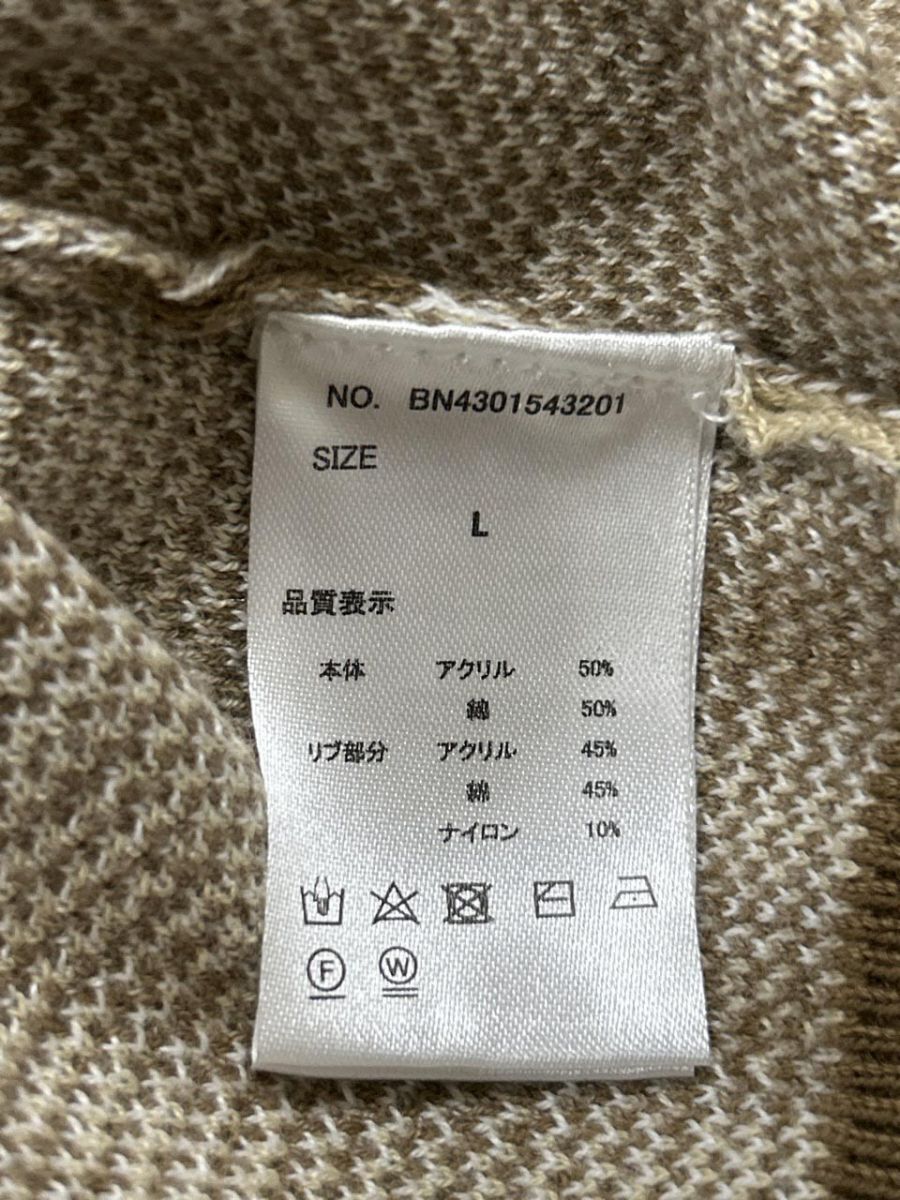 NO. BN4301543201
SIZE
L
品質表示
本体 アクリル 50%
綿 50%
リブ部分 アクリル 45%
綿 45%
ナイロン 10%
F W